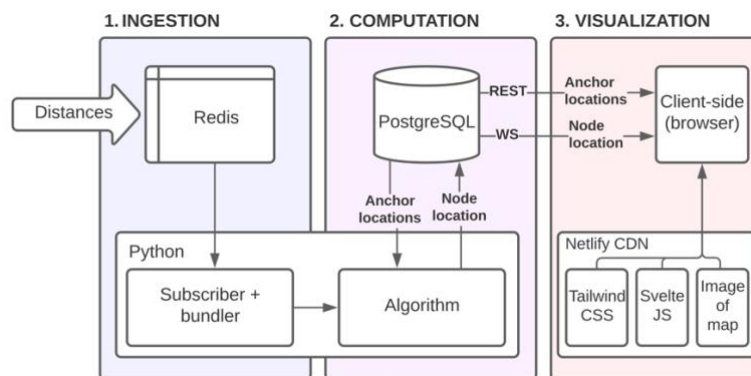 1. INGESTION
2. COMPUTATION
3. VISUALIZATION
Distances
Redis
PostgreSQL
REST
WS
Anchor
locations
Node
location
Client-side
(browser)
Anchor
locations
Node
location
Python
Subscriber +
bundler
Algorithm
Netlify CDN
Tailwind
CSS
Svelte
JS
Image
of
map